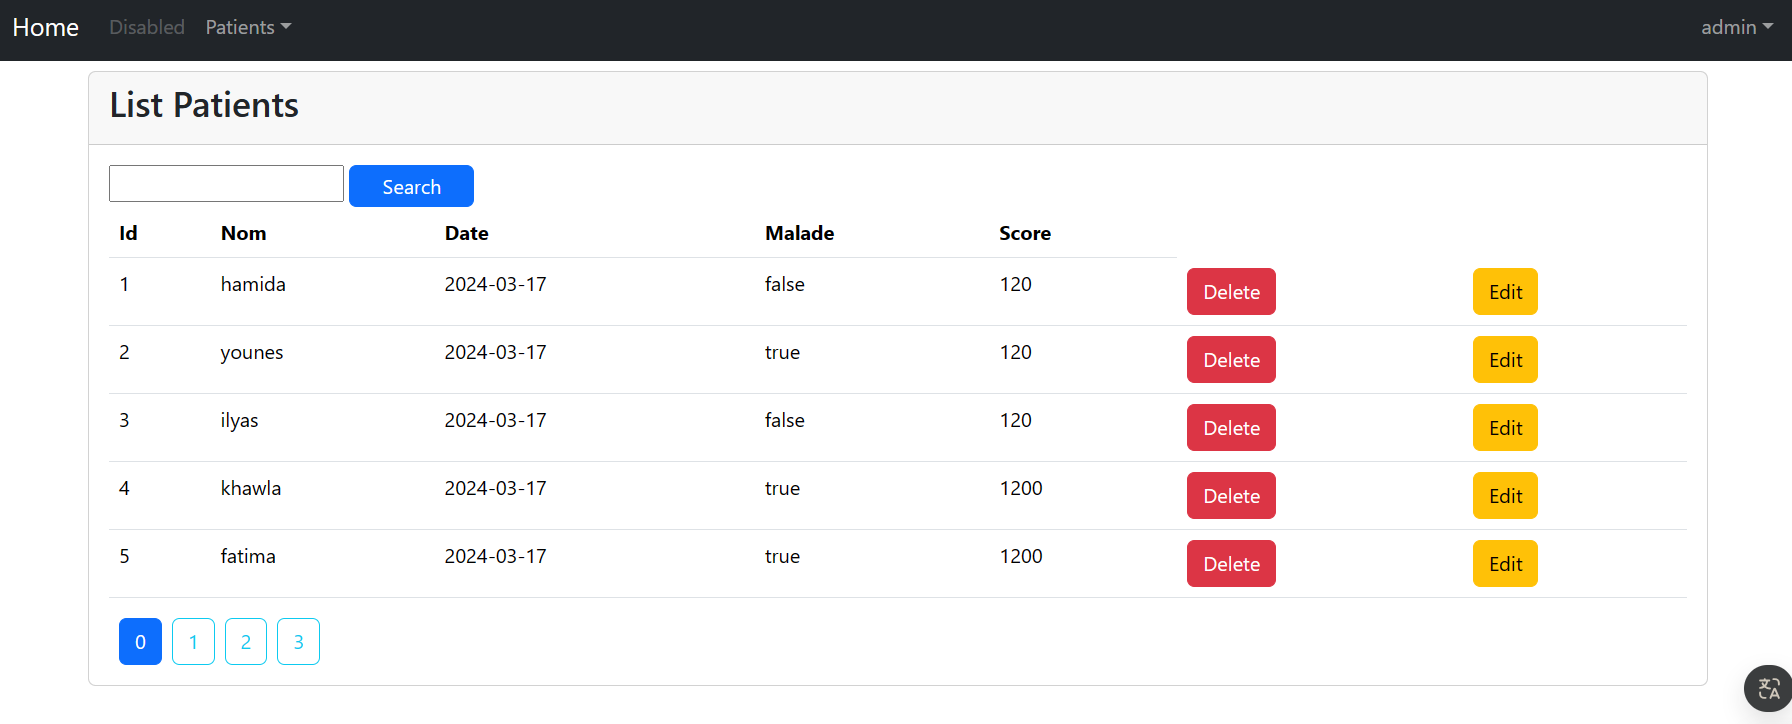 Home Disabled Patients admin
List Patients
Search
Id Nom Date Malade Score
1 hamida 2024-03-17 false 120 Delete Edit
2 younes 2024-03-17 true 120 Delete Edit
3 ilyas 2024-03-17 false 120 Delete Edit
4 khawla 2024-03-17 true 1200 Delete Edit
5 fatima 2024-03-17 true 1200 Delete Edit
0 1 2 3